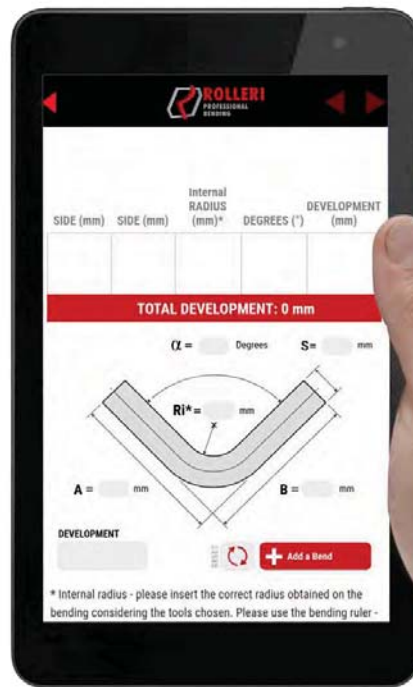 ROLLERI
PROFESSIONAL
BENDING
Internal
RADIUS
(mm)*
SIDE (mm) SIDE (mm) DEGREES (°) DEVELOPMENT
(mm)
TOTAL DEVELOPMENT: 0 mm
α = Degrees S= mm
Ri*= mm
A = mm B = mm
DEVELOPMENT
RESET
+ Add a Bend
* Internal radius - please insert the correct radius obtained on the
bending considering the tools chosen. Please use the bending ruler -